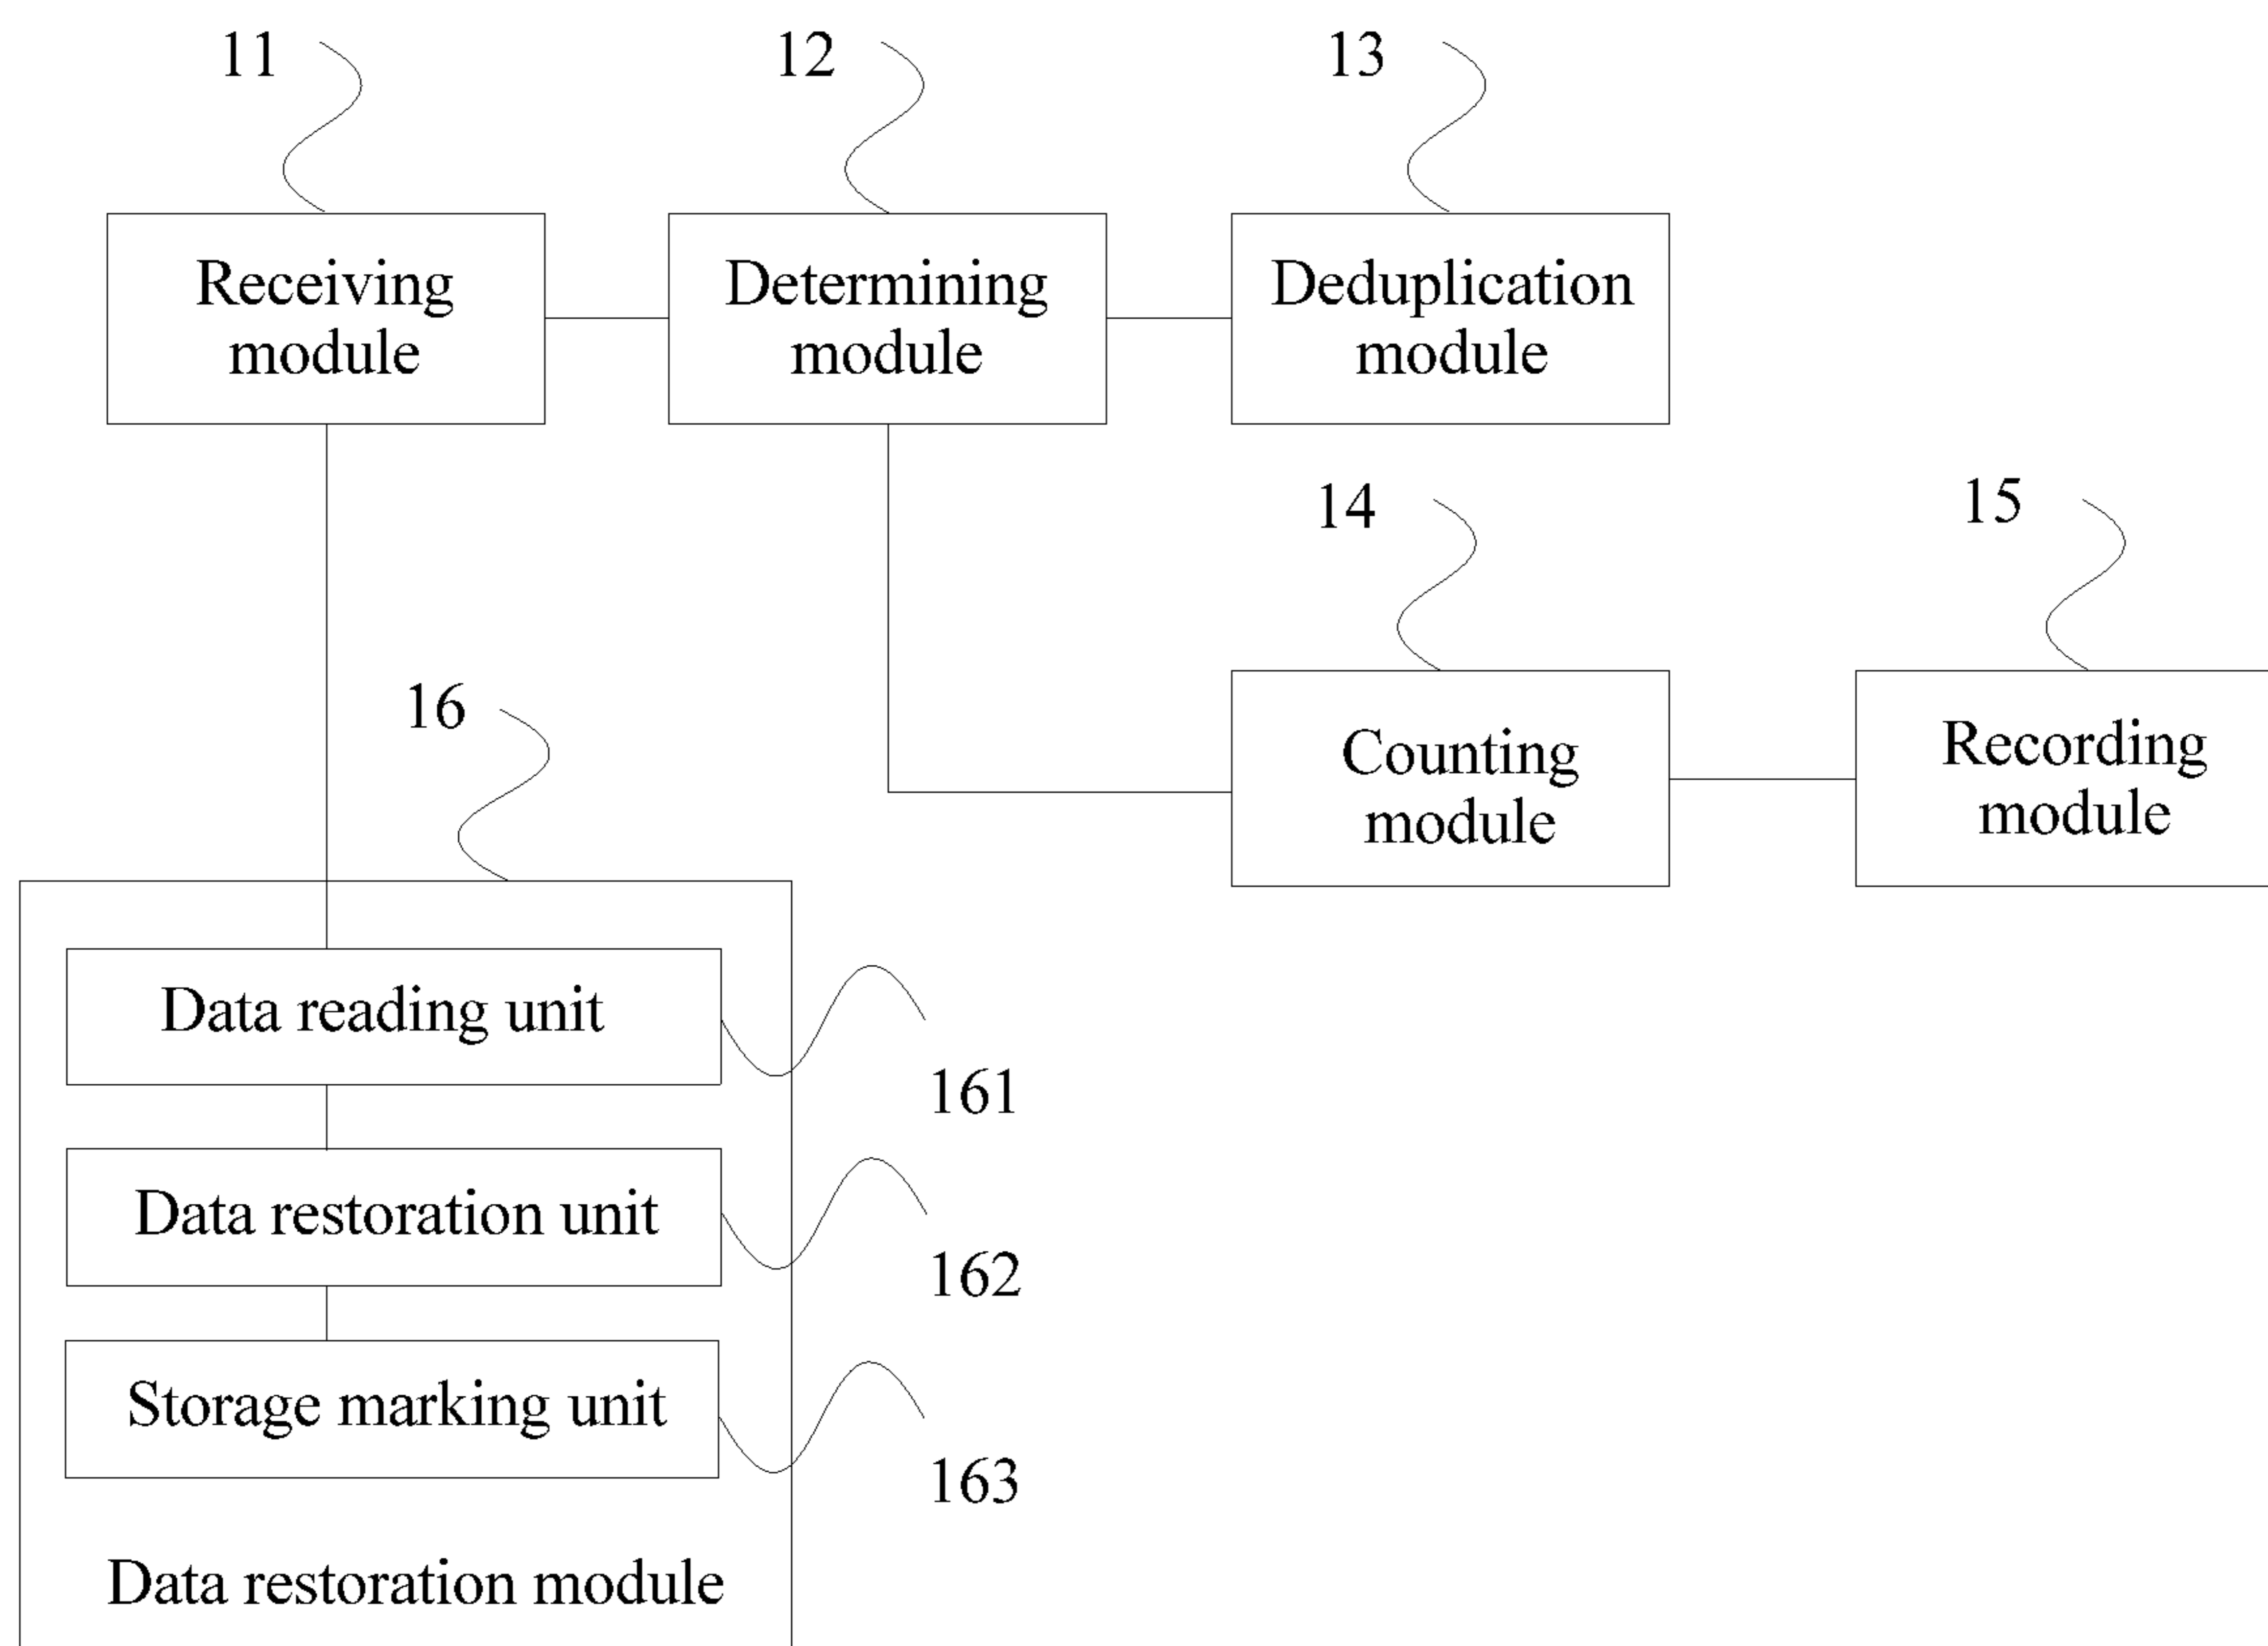 11
12
13
Receiving
module
Determining
module
Deduplication
module
14
15
Counting
module
Recording
module
16
Data reading unit
161
Data restoration unit
162
Storage marking unit
163
Data restoration module